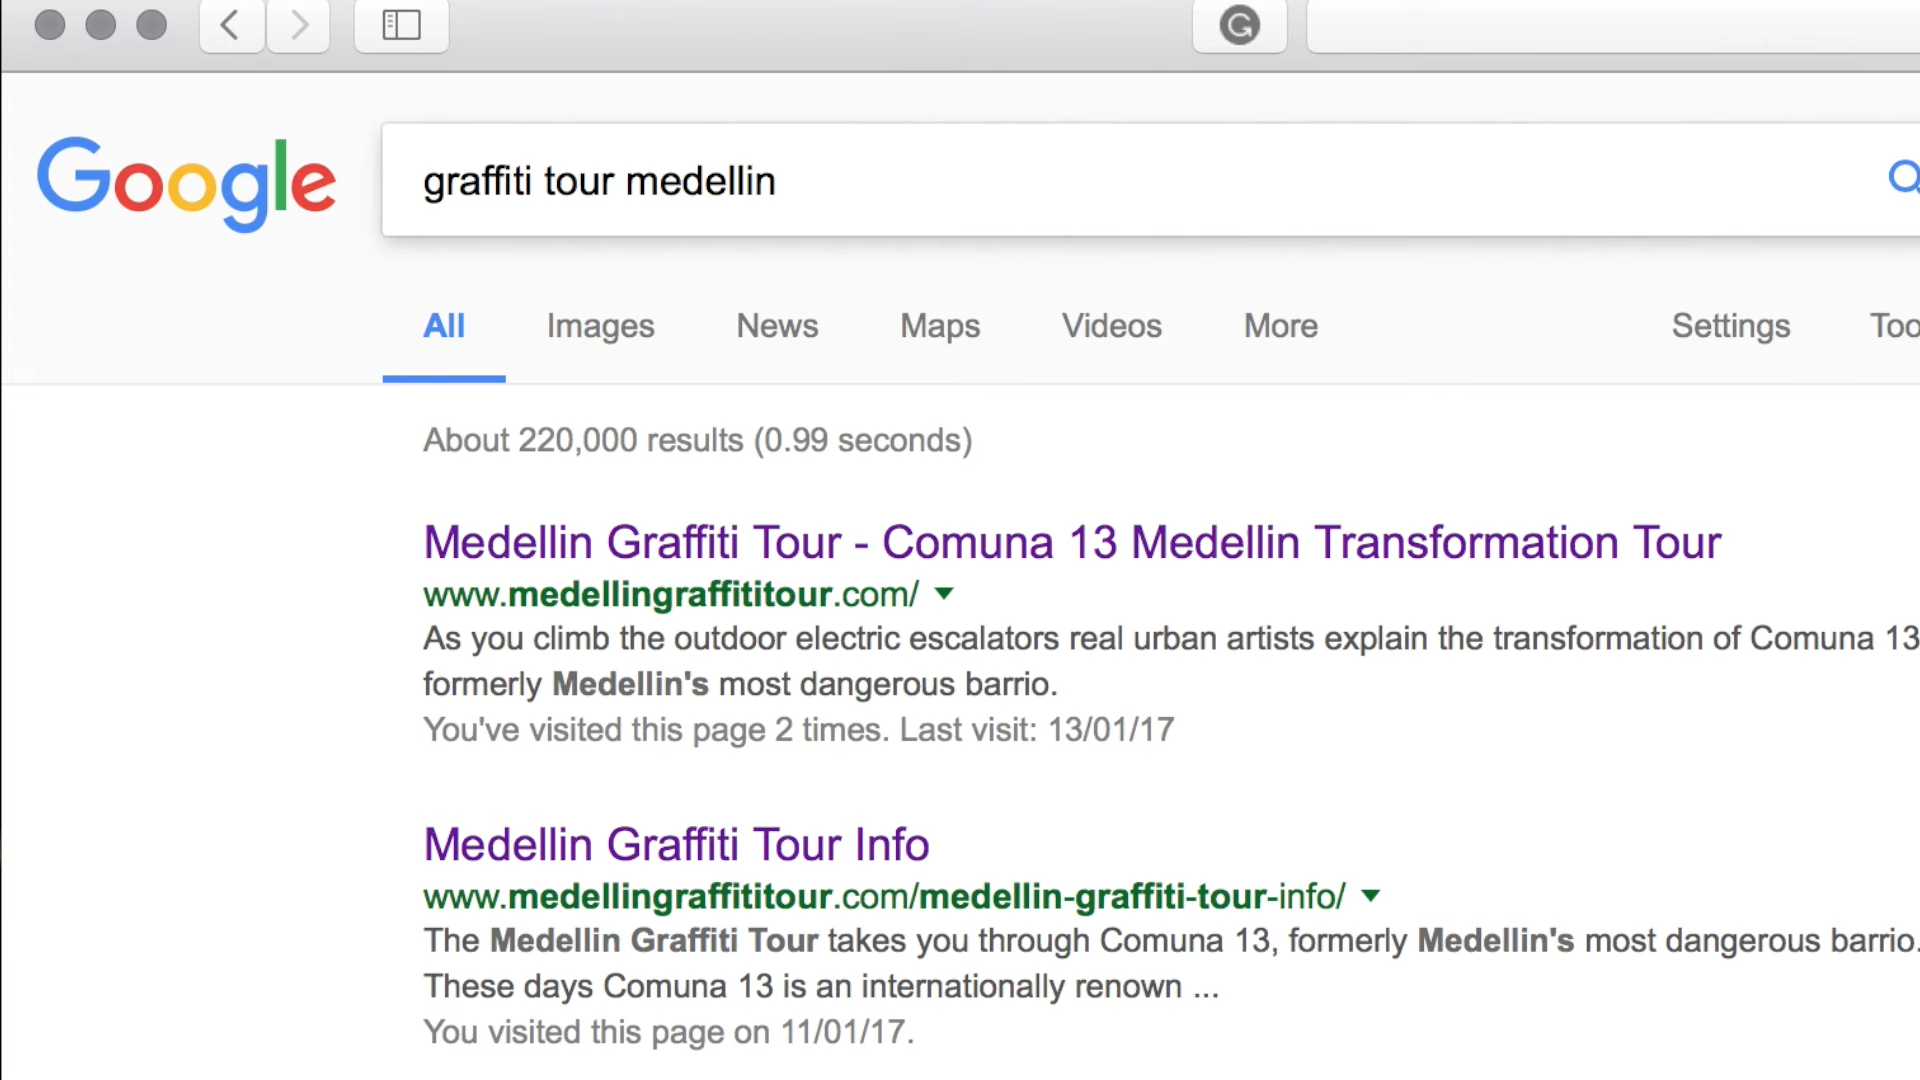 Google
graffiti tour medellin
All Images News Maps Videos More Settings
About 220,000 results (0.99 seconds)
Medellin Graffiti Tour - Comuna 13 Medellin Transformation Tour
www.medellingraffititour.com/
As you climb the outdoor electric escalators real urban artists explain the transformation of Comuna 13
formerly Medellin's most dangerous barrio.
You've visited this page 2 times. Last visit: 13/01/17
Medellin Graffiti Tour Info
www.medellingraffititour.com/medellin-graffiti-tour-info/
The Medellin Graffiti Tour takes you through Comuna 13, formerly Medellin's most dangerous barrio.
These days Comuna 13 is an internationally renown ...
You visited this page on 11/01/17.